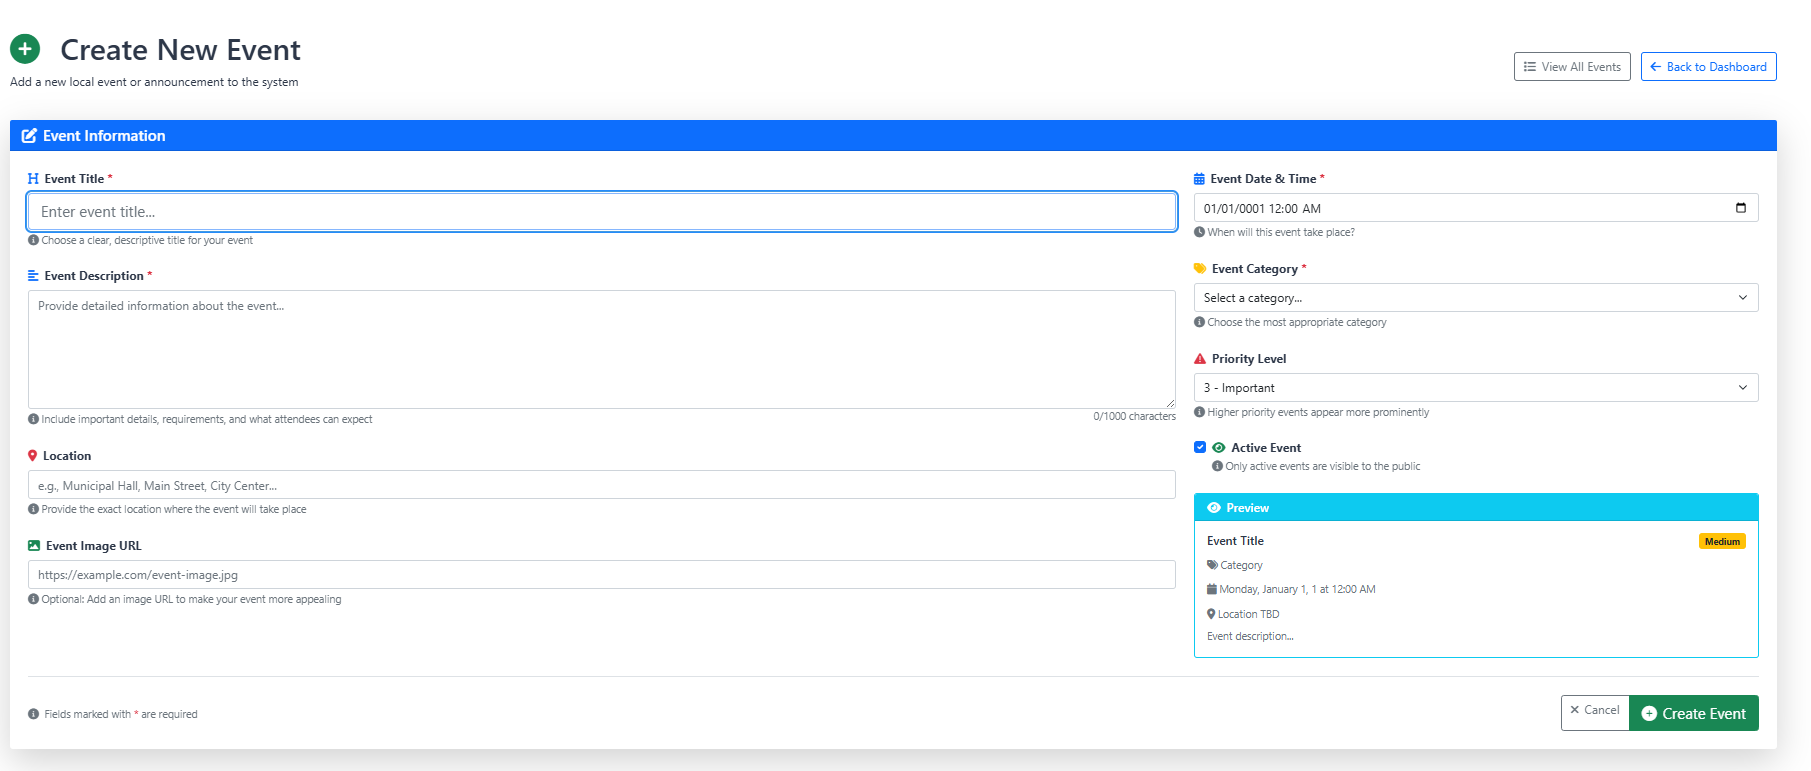 Create New Event
Add a new local event or announcement to the system
View All Events
Back to Dashboard
Event Information
Event Title *
Enter event title...
Choose a clear, descriptive title for your event
Event Description *
Provide detailed information about the event...
Include important details, requirements, and what attendees can expect
0/1000 characters
Location
e.g., Municipal Hall, Main Street, City Center...
Provide the exact location where the event will take place
Event Image URL
https://example.com/event-image.jpg
Optional: Add an image URL to make your event more appealing
Event Date & Time *
01/01/0001 12:00 AM
When will this event take place?
Event Category *
Select a category...
Choose the most appropriate category
Priority Level
3 - Important
Higher priority events appear more prominently
Active Event
Only active events are visible to the public
Preview
Event Title
Medium
Category
Monday, January 1, 1 at 12:00 AM
Location TBD
Event description...
Fields marked with * are required
Cancel
Create Event